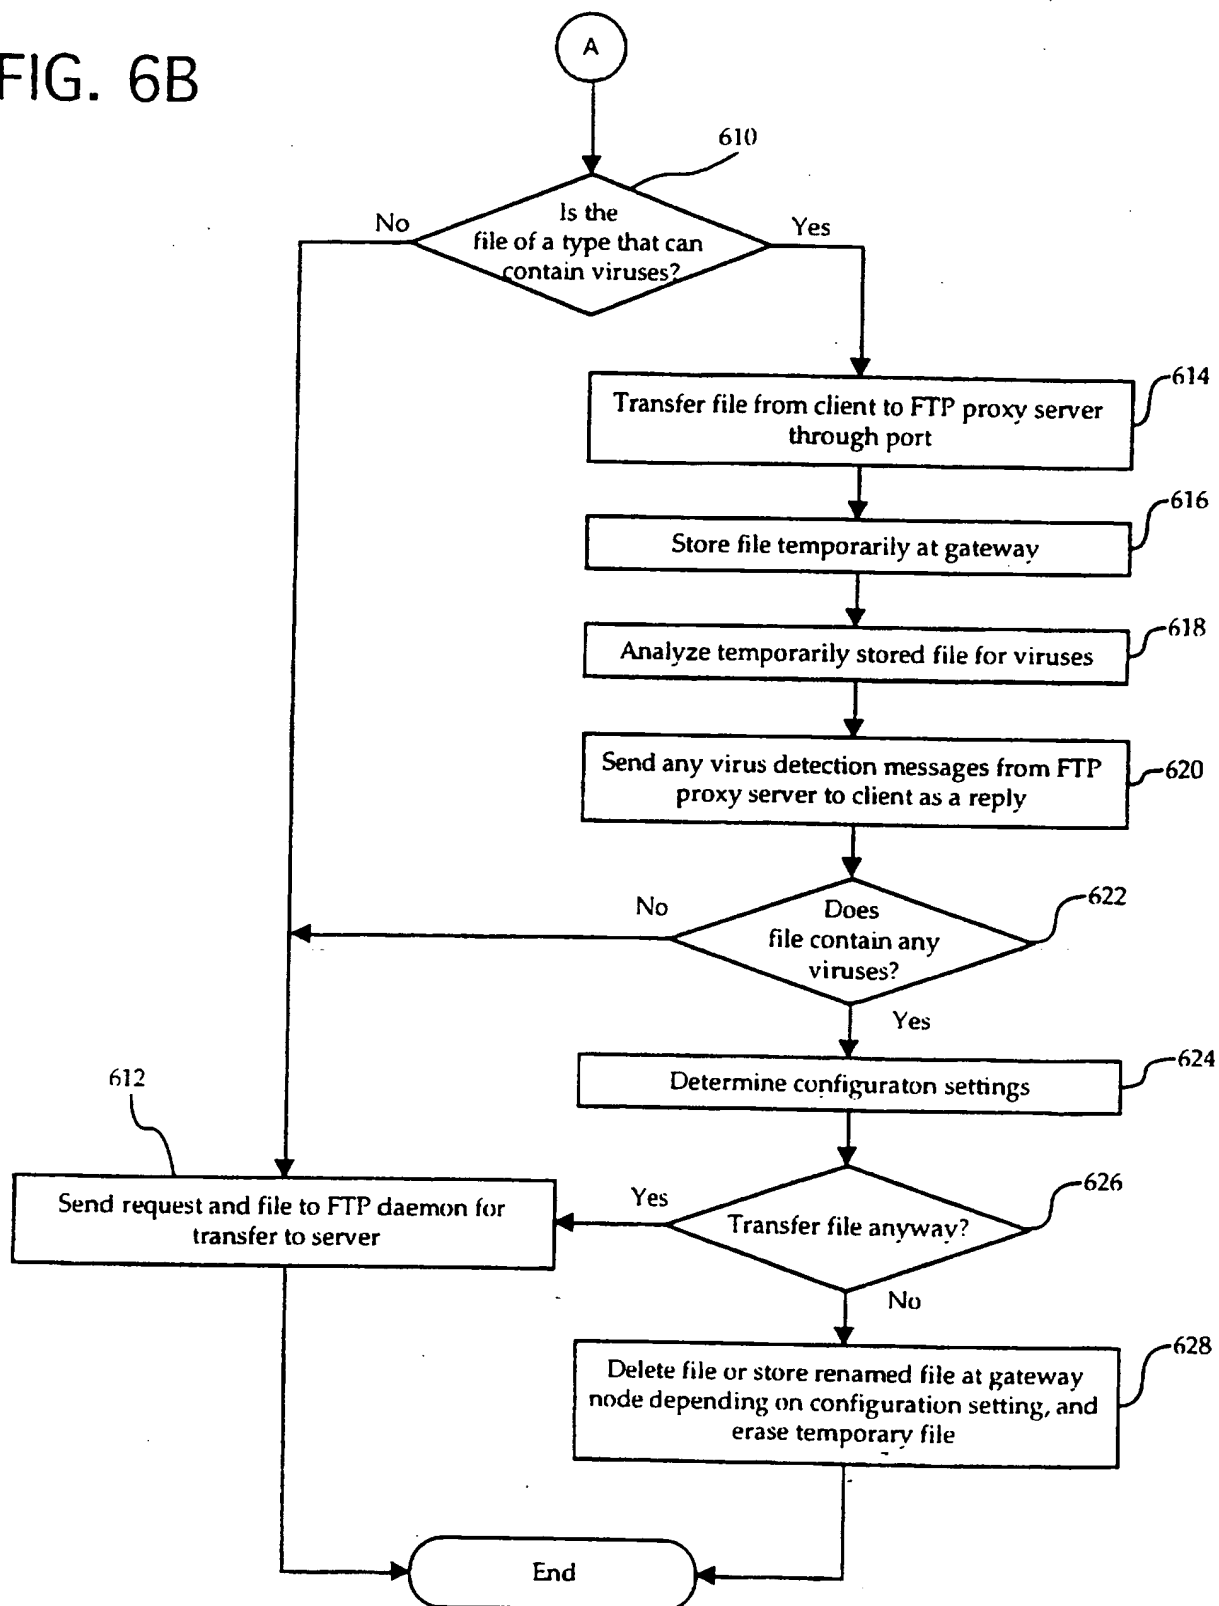 FIG. 6B
A
610
Is the
file of a type that can
contain viruses?
No
Yes
614
Transfer file from client to FTP proxy server
through port
616
Store file temporarily at gateway
618
Analyze temporarily stored file for viruses
620
Send any virus detection messages from FTP
proxy server to client as a reply
622
Does
file contain any
viruses?
No
Yes
624
Determine configuraton settings
612
Send request and file to FTP daemon for
transfer to server
626
Transfer file anyway?
Yes
No
628
Delete file or store renamed file at gateway
node depending on configuration setting, and
erase temporary file
End